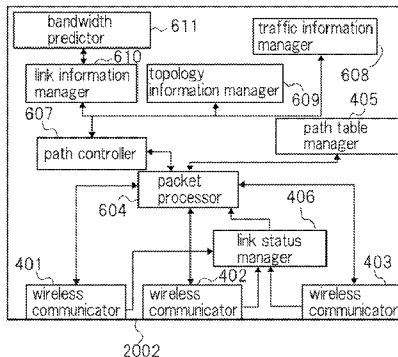 bandwidth
predictor
611
traffic information
manager
610
608
link information
manager
topology
information manager
609
405
607
path table
manager
path controller
packet
processor
604
406
link status
manager
401
402
403
wireless
communicator
wireless
communicator
wireless
communicator
2002